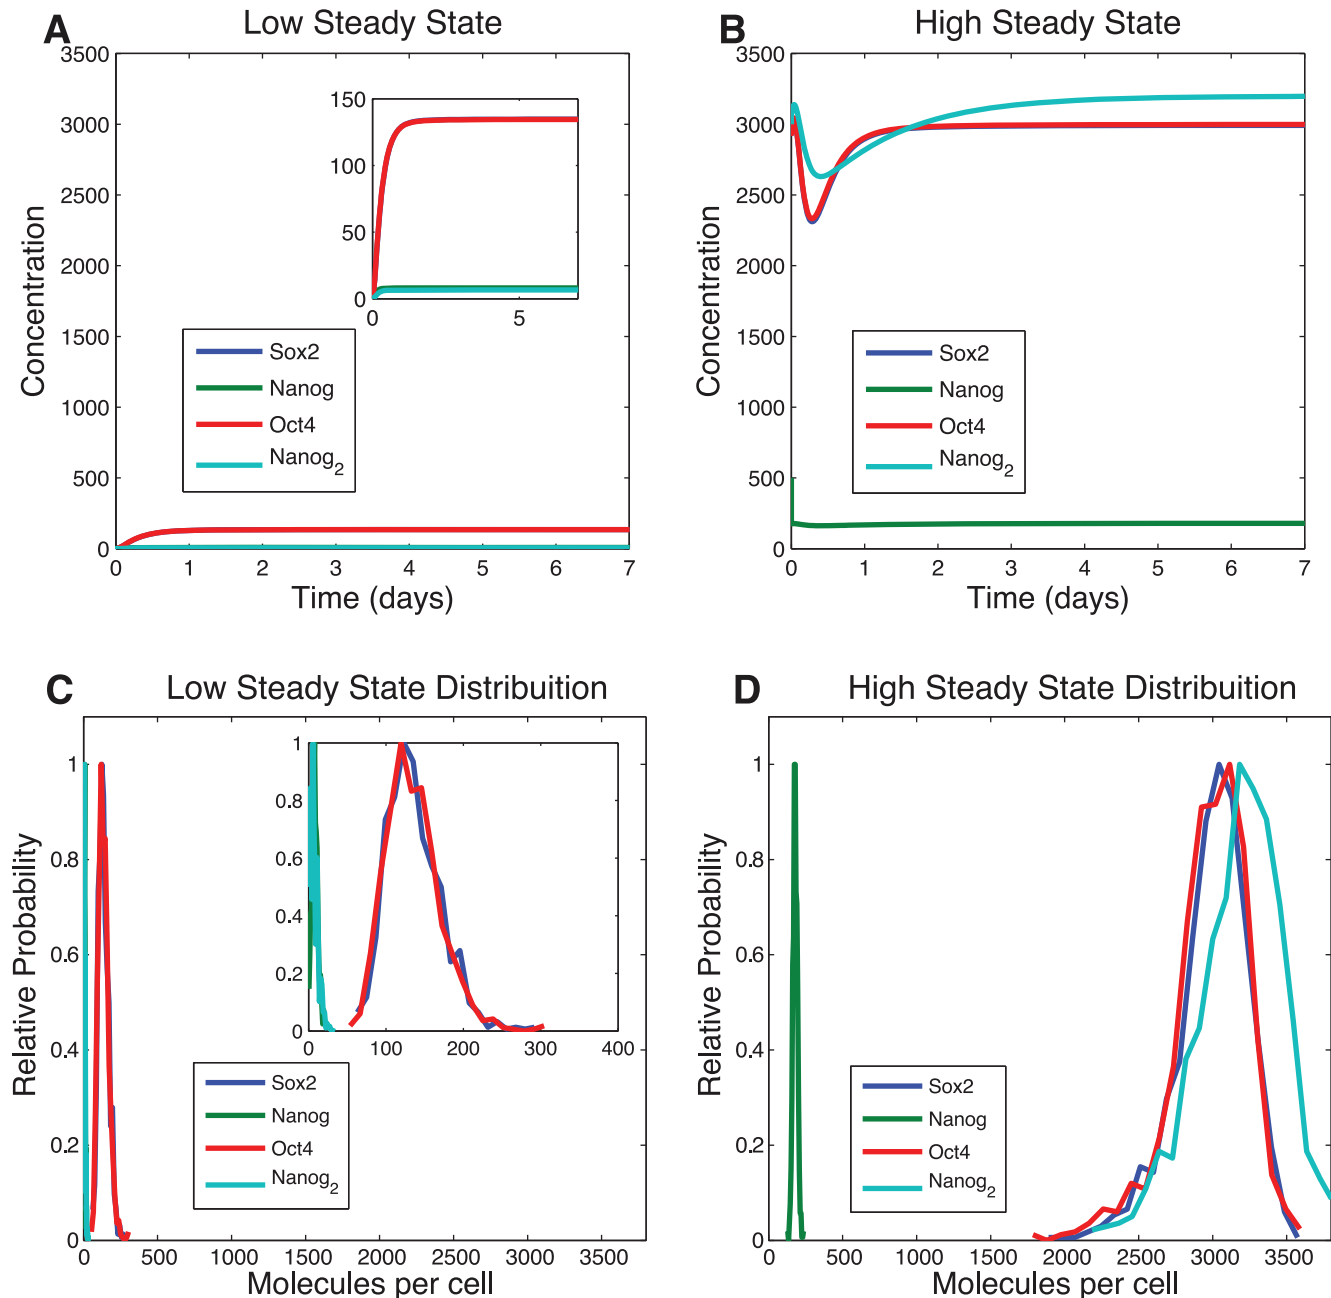 A
Low Steady State
3500
3000
2500
2000
1500
1000
500
0
Concentration
150
100
50
0
0 5
Sox2
Nanog
Oct4
Nanog2
0 1 2 3 4 5 6 7
Time (days)
B
High Steady State
3500
3000
2500
2000
1500
1000
500
0
Concentration
Sox2
Nanog
Oct4
Nanog2
0 1 2 3 4 5 6 7
Time (days)
C
Low Steady State Distribuition
1
0.8
0.6
0.4
0.2
0
Relative Probability
1
0.8
0.6
0.4
0.2
0
0 100 200 300 400
Sox2
Nanog
Oct4
Nanog2
0 500 1000 1500 2000 2500 3000 3500
Molecules per cell
D
High Steady State Distribuition
1
0.8
0.6
0.4
0.2
0
Relative Probability
Sox2
Nanog
Oct4
Nanog2
0 500 1000 1500 2000 2500 3000 3500
Molecules per cell